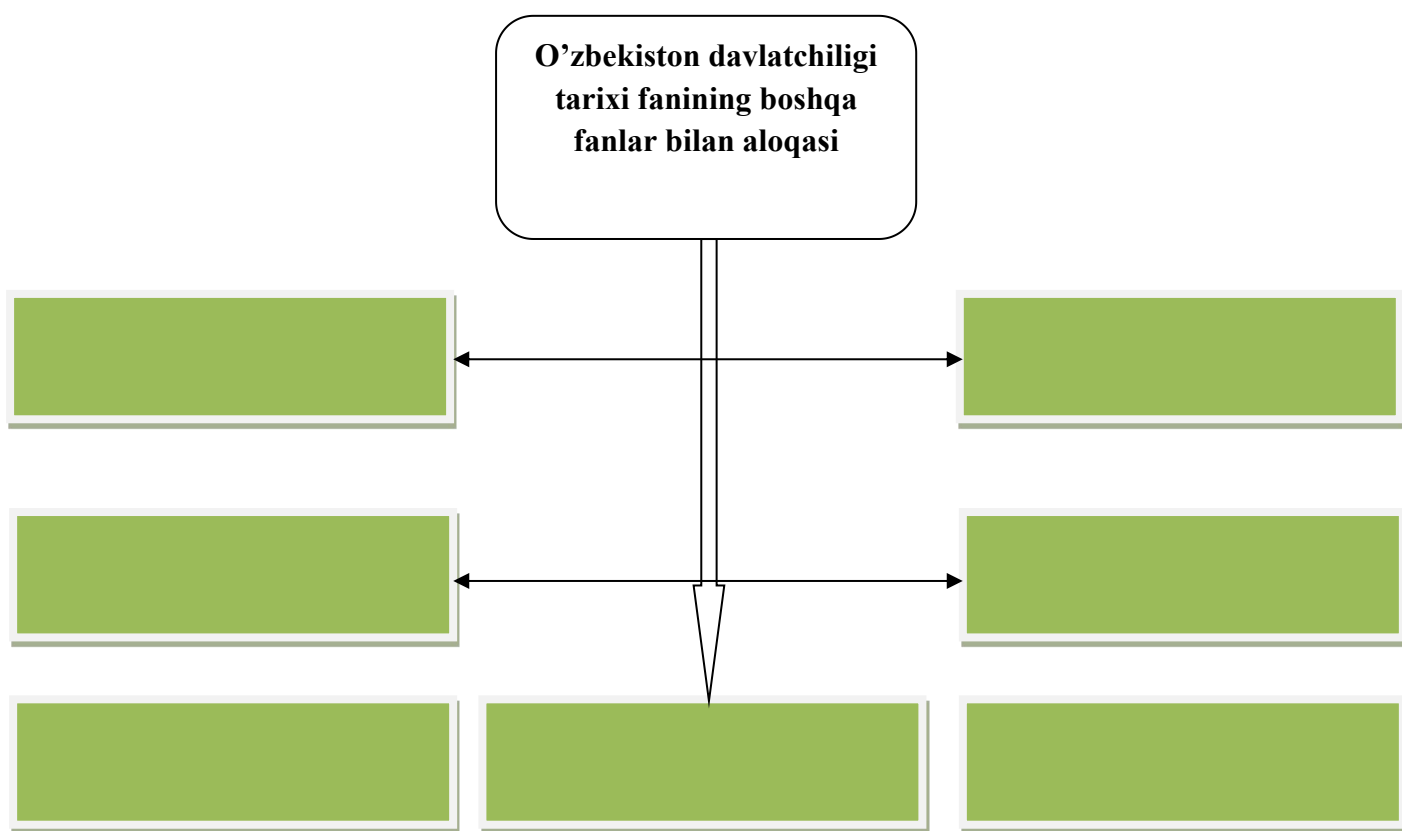 O’zbekiston davlatchiligi
tarixi fanining boshqa
fanlar bilan aloqasi